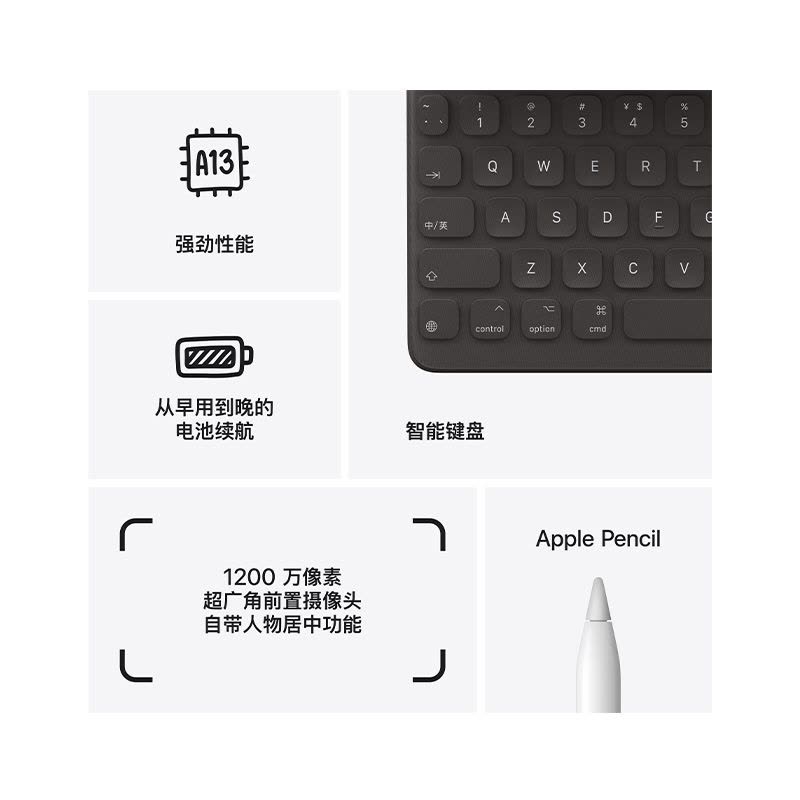 A13
强劲性能
从早用到晚的
电池续航
~ ! @ # ¥ $ %
· 1 2 3 4 5
Q W E R T
中/英 A S D F G
Z X C V
control option cmd
智能键盘
1200 万像素
超广角前置摄像头
自带人物居中功能
Apple Pencil